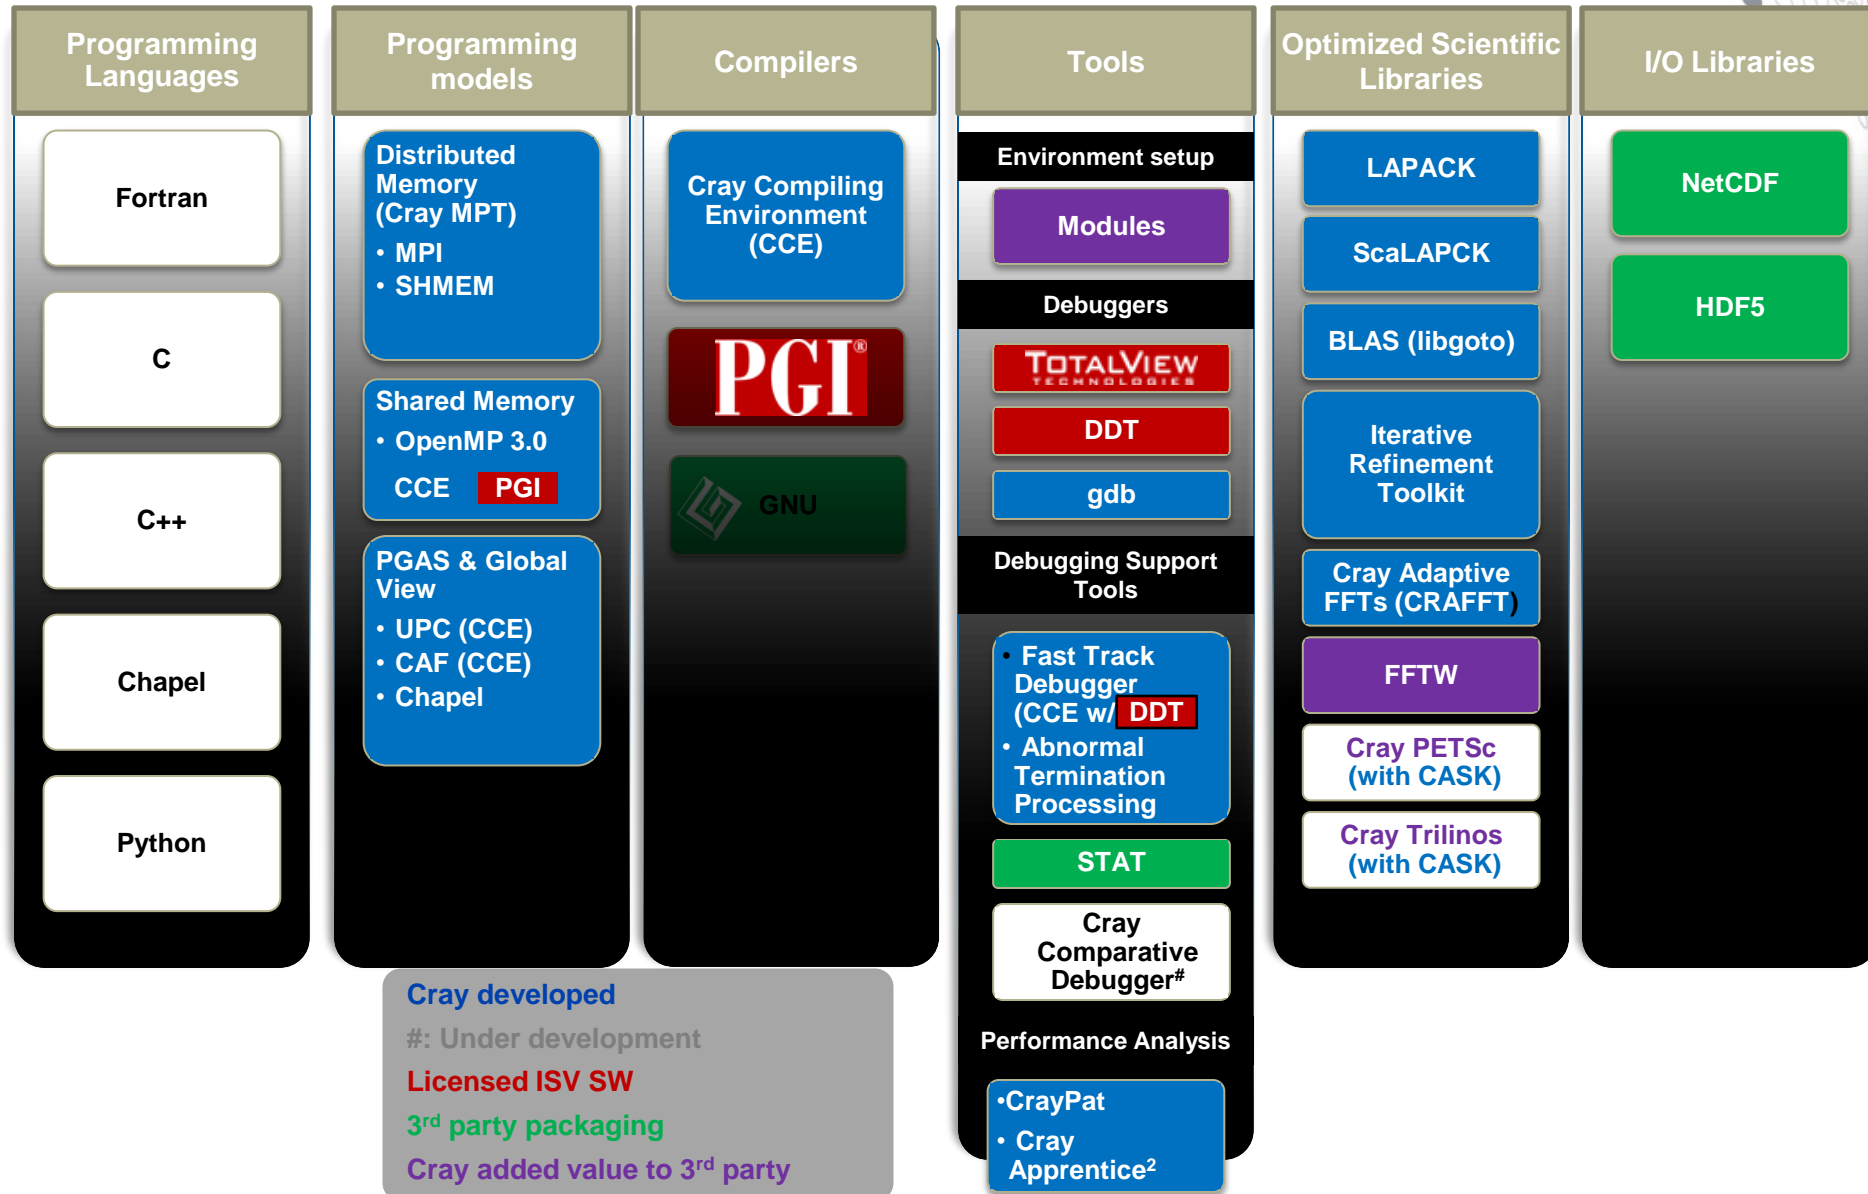 Programming
Languages
Fortran
C
C++
Chapel
Python
Programming
models
Distributed
Memory
(Cray MPT)
• MPI
• SHMEM
Shared Memory
• OpenMP 3.0
CCE PGI
PGAS & Global
View
• UPC (CCE)
• CAF (CCE)
• Chapel
Compilers
Cray Compiling
Environment
(CCE)
PGI®
GNU
Tools
Environment setup
Modules
Debuggers
TOTALVIEW
TECHNOLOGIES
DDT
gdb
Debugging Support
Tools
• Fast Track
Debugger
(CCE w/ DDT
• Abnormal
Termination
Processing
STAT
Cray
Comparative
Debugger#
Performance Analysis
•CrayPat
• Cray
Apprentice²
Optimized Scientific
Libraries
LAPACK
ScaLAPCK
BLAS (libgoto)
Iterative
Refinement
Toolkit
Cray Adaptive
FFTs (CRAFFT)
FFTW
Cray PETSc
(with CASK)
Cray Trilinos
(with CASK)
I/O Libraries
NetCDF
HDF5
Cray developed
#: Under development
Licensed ISV SW
3rd party packaging
Cray added value to 3rd party